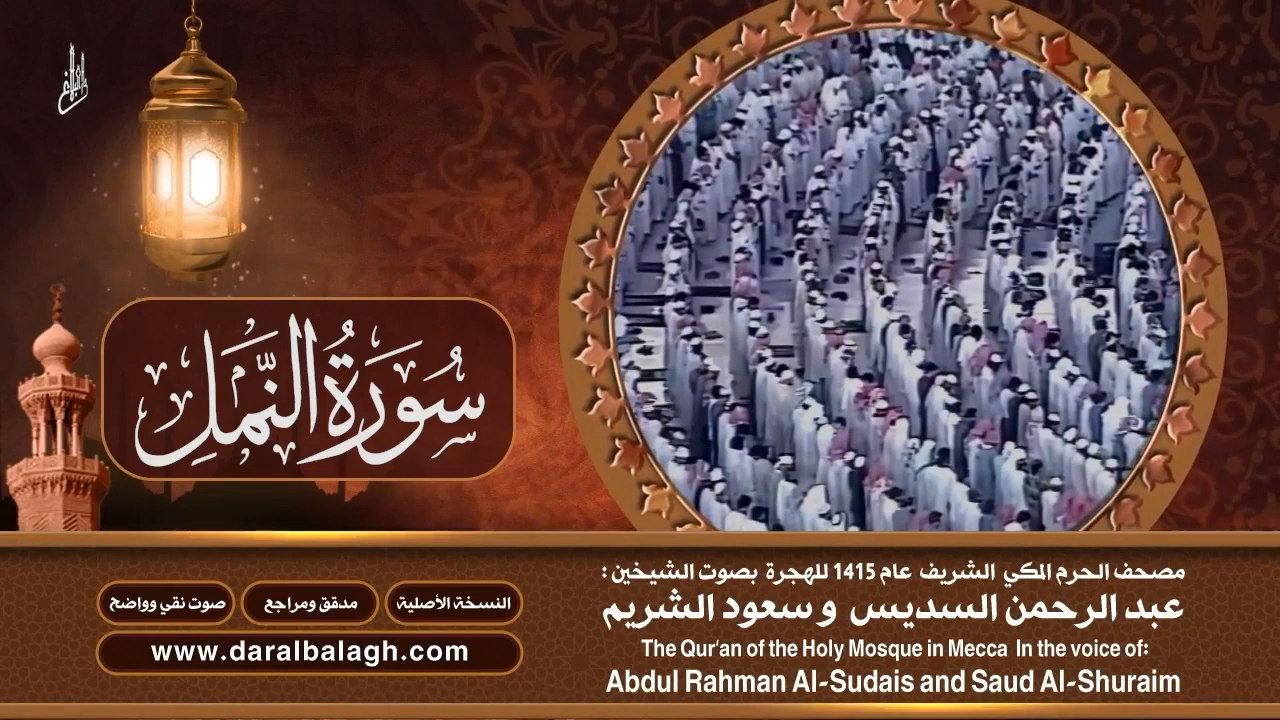 دار البلاغ
سُورَةُ النَّمْلِ
مصحف الحرم المكي الشريف عام 1415 للهجرة بصوت الشيخين :
عبد الرحمن السديس و سعود الشريم
The Qur'an of the Holy Mosque in Mecca In the voice of:
Abdul Rahman Al-Sudais and Saud Al-Shuraim
النسخة الأصلية
مدقق ومراجع
صوت نقي وواضح
www.daralbalagh.com